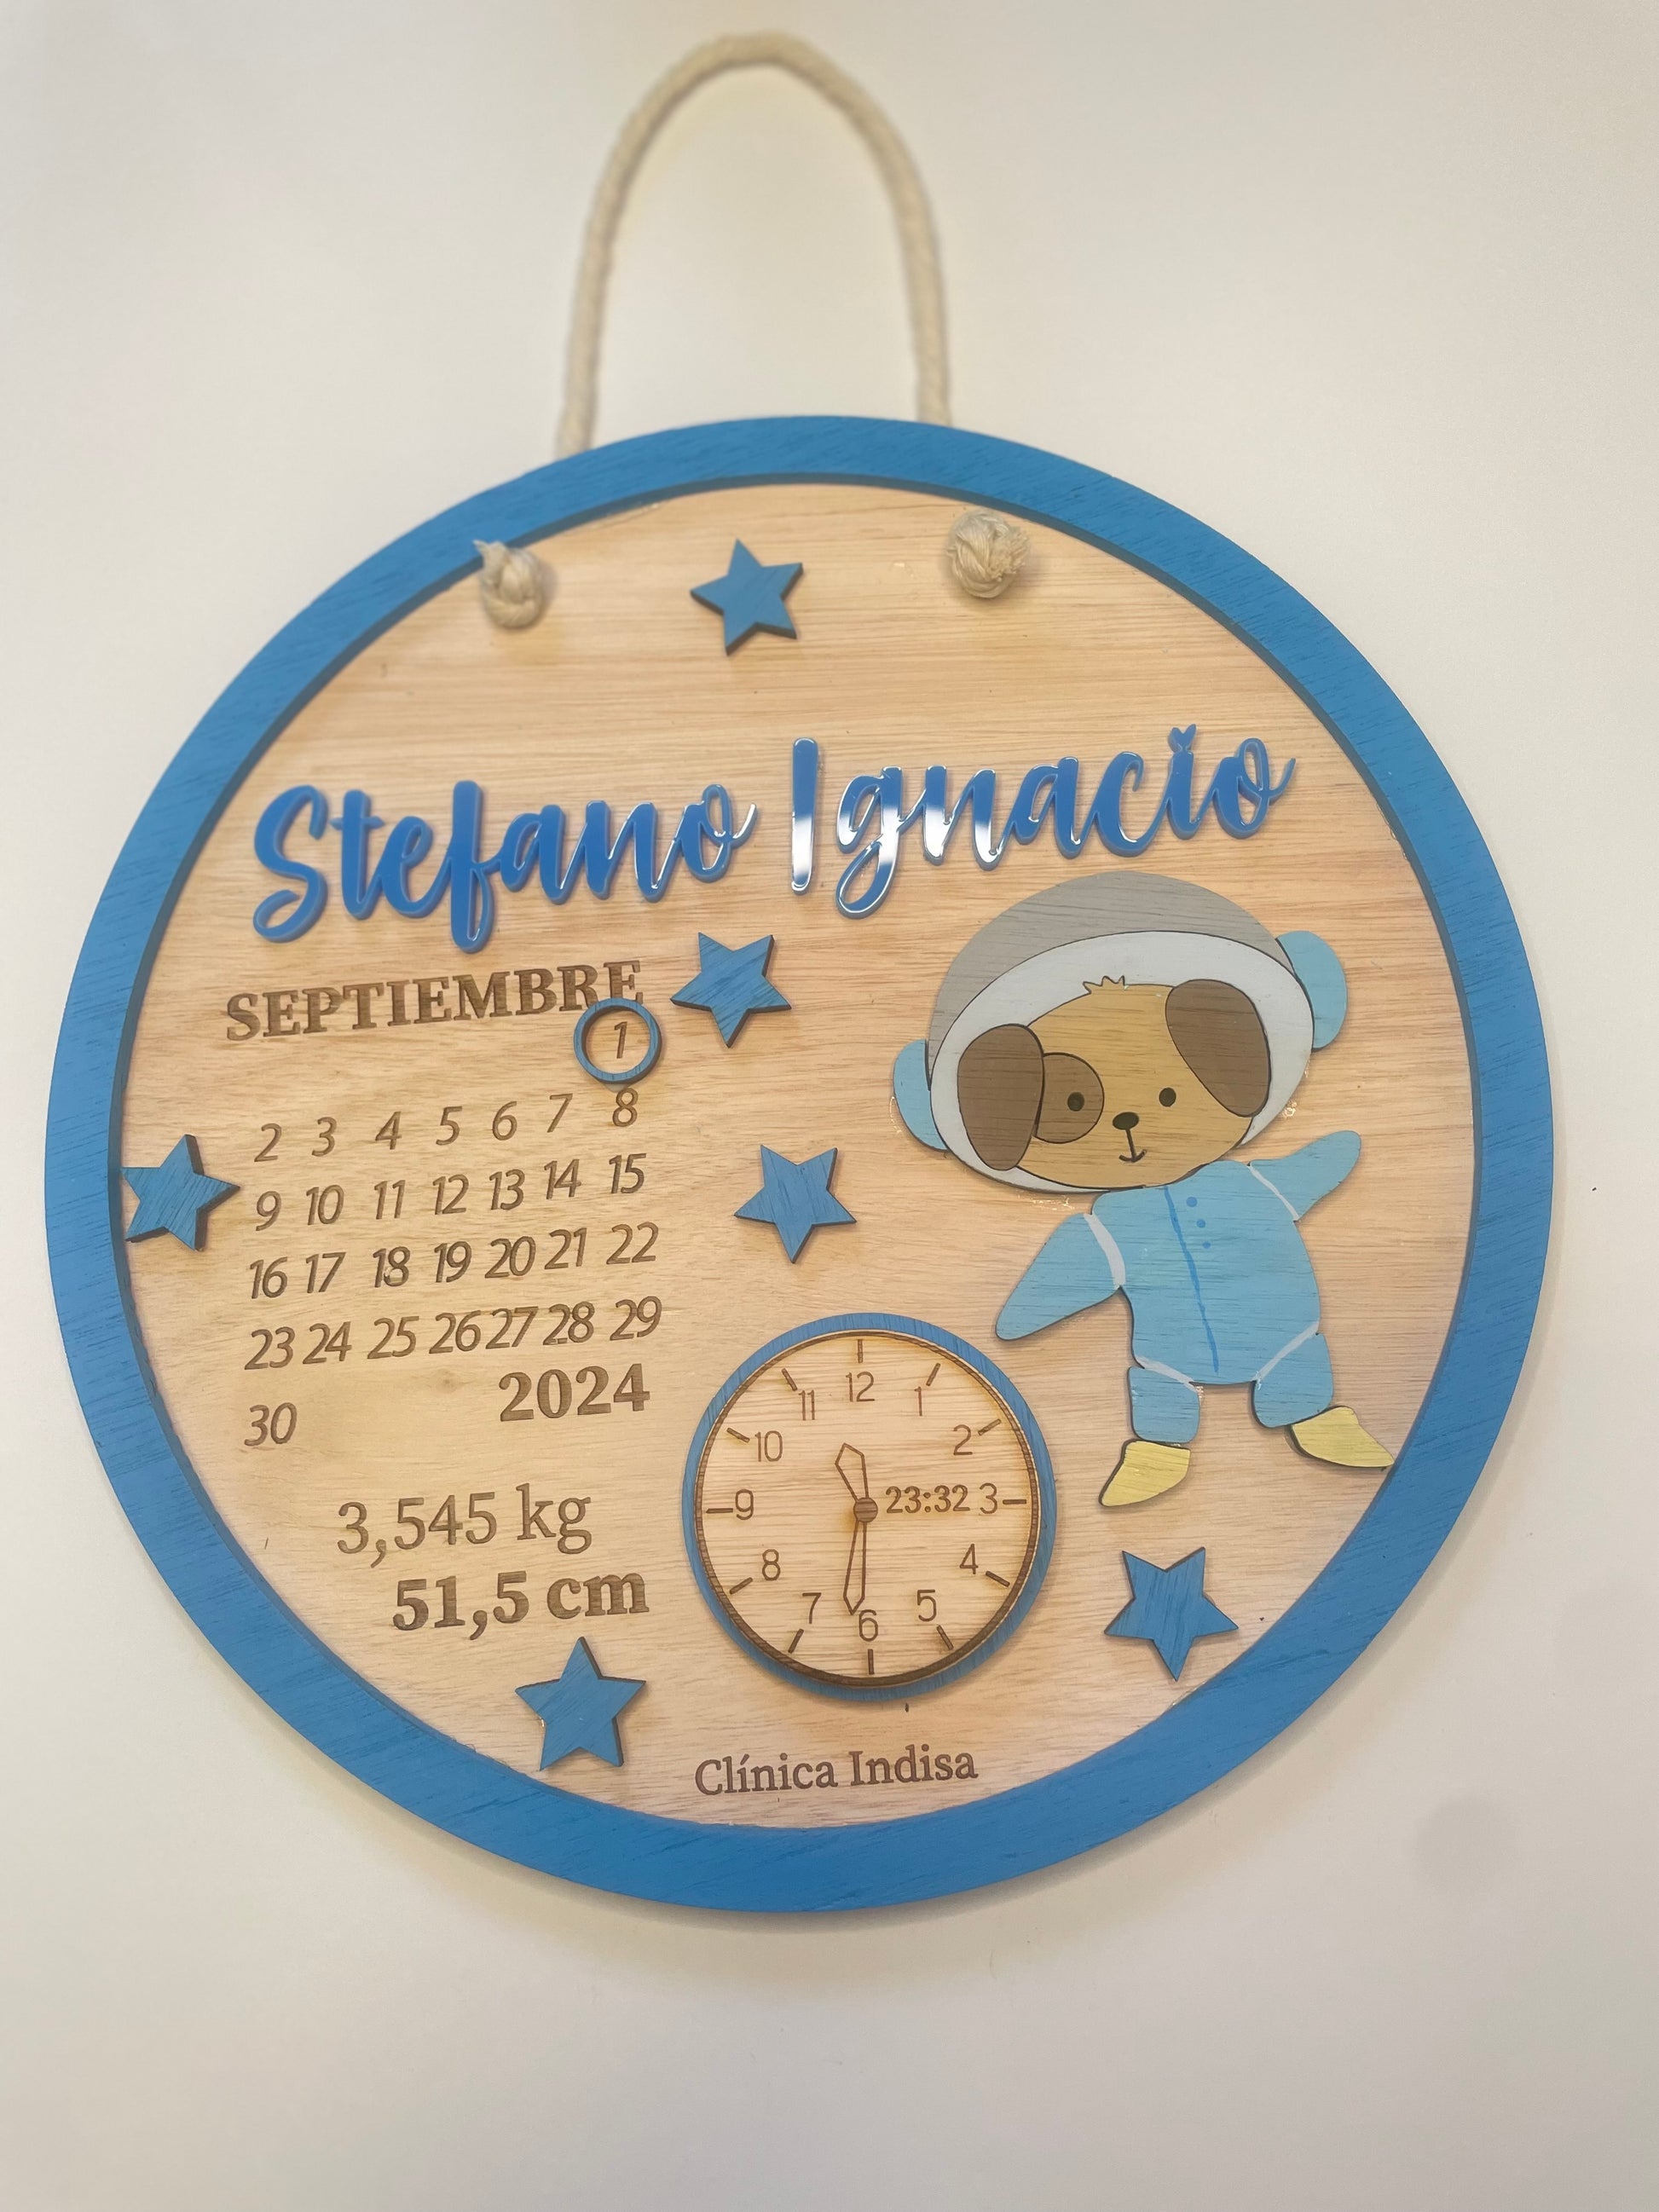 Stefano Ignacio
SEPTIEMBRE
1
2 3 4 5 6 7 8
9 10 11 12 13 14 15
16 17 18 19 20 21 22
23 24 25 26 27 28 29
30
2024
3,545 kg
51,5 cm
12
11 1
10 2
9 23:32 3
8 4
7 5
6
Clínica Indisa